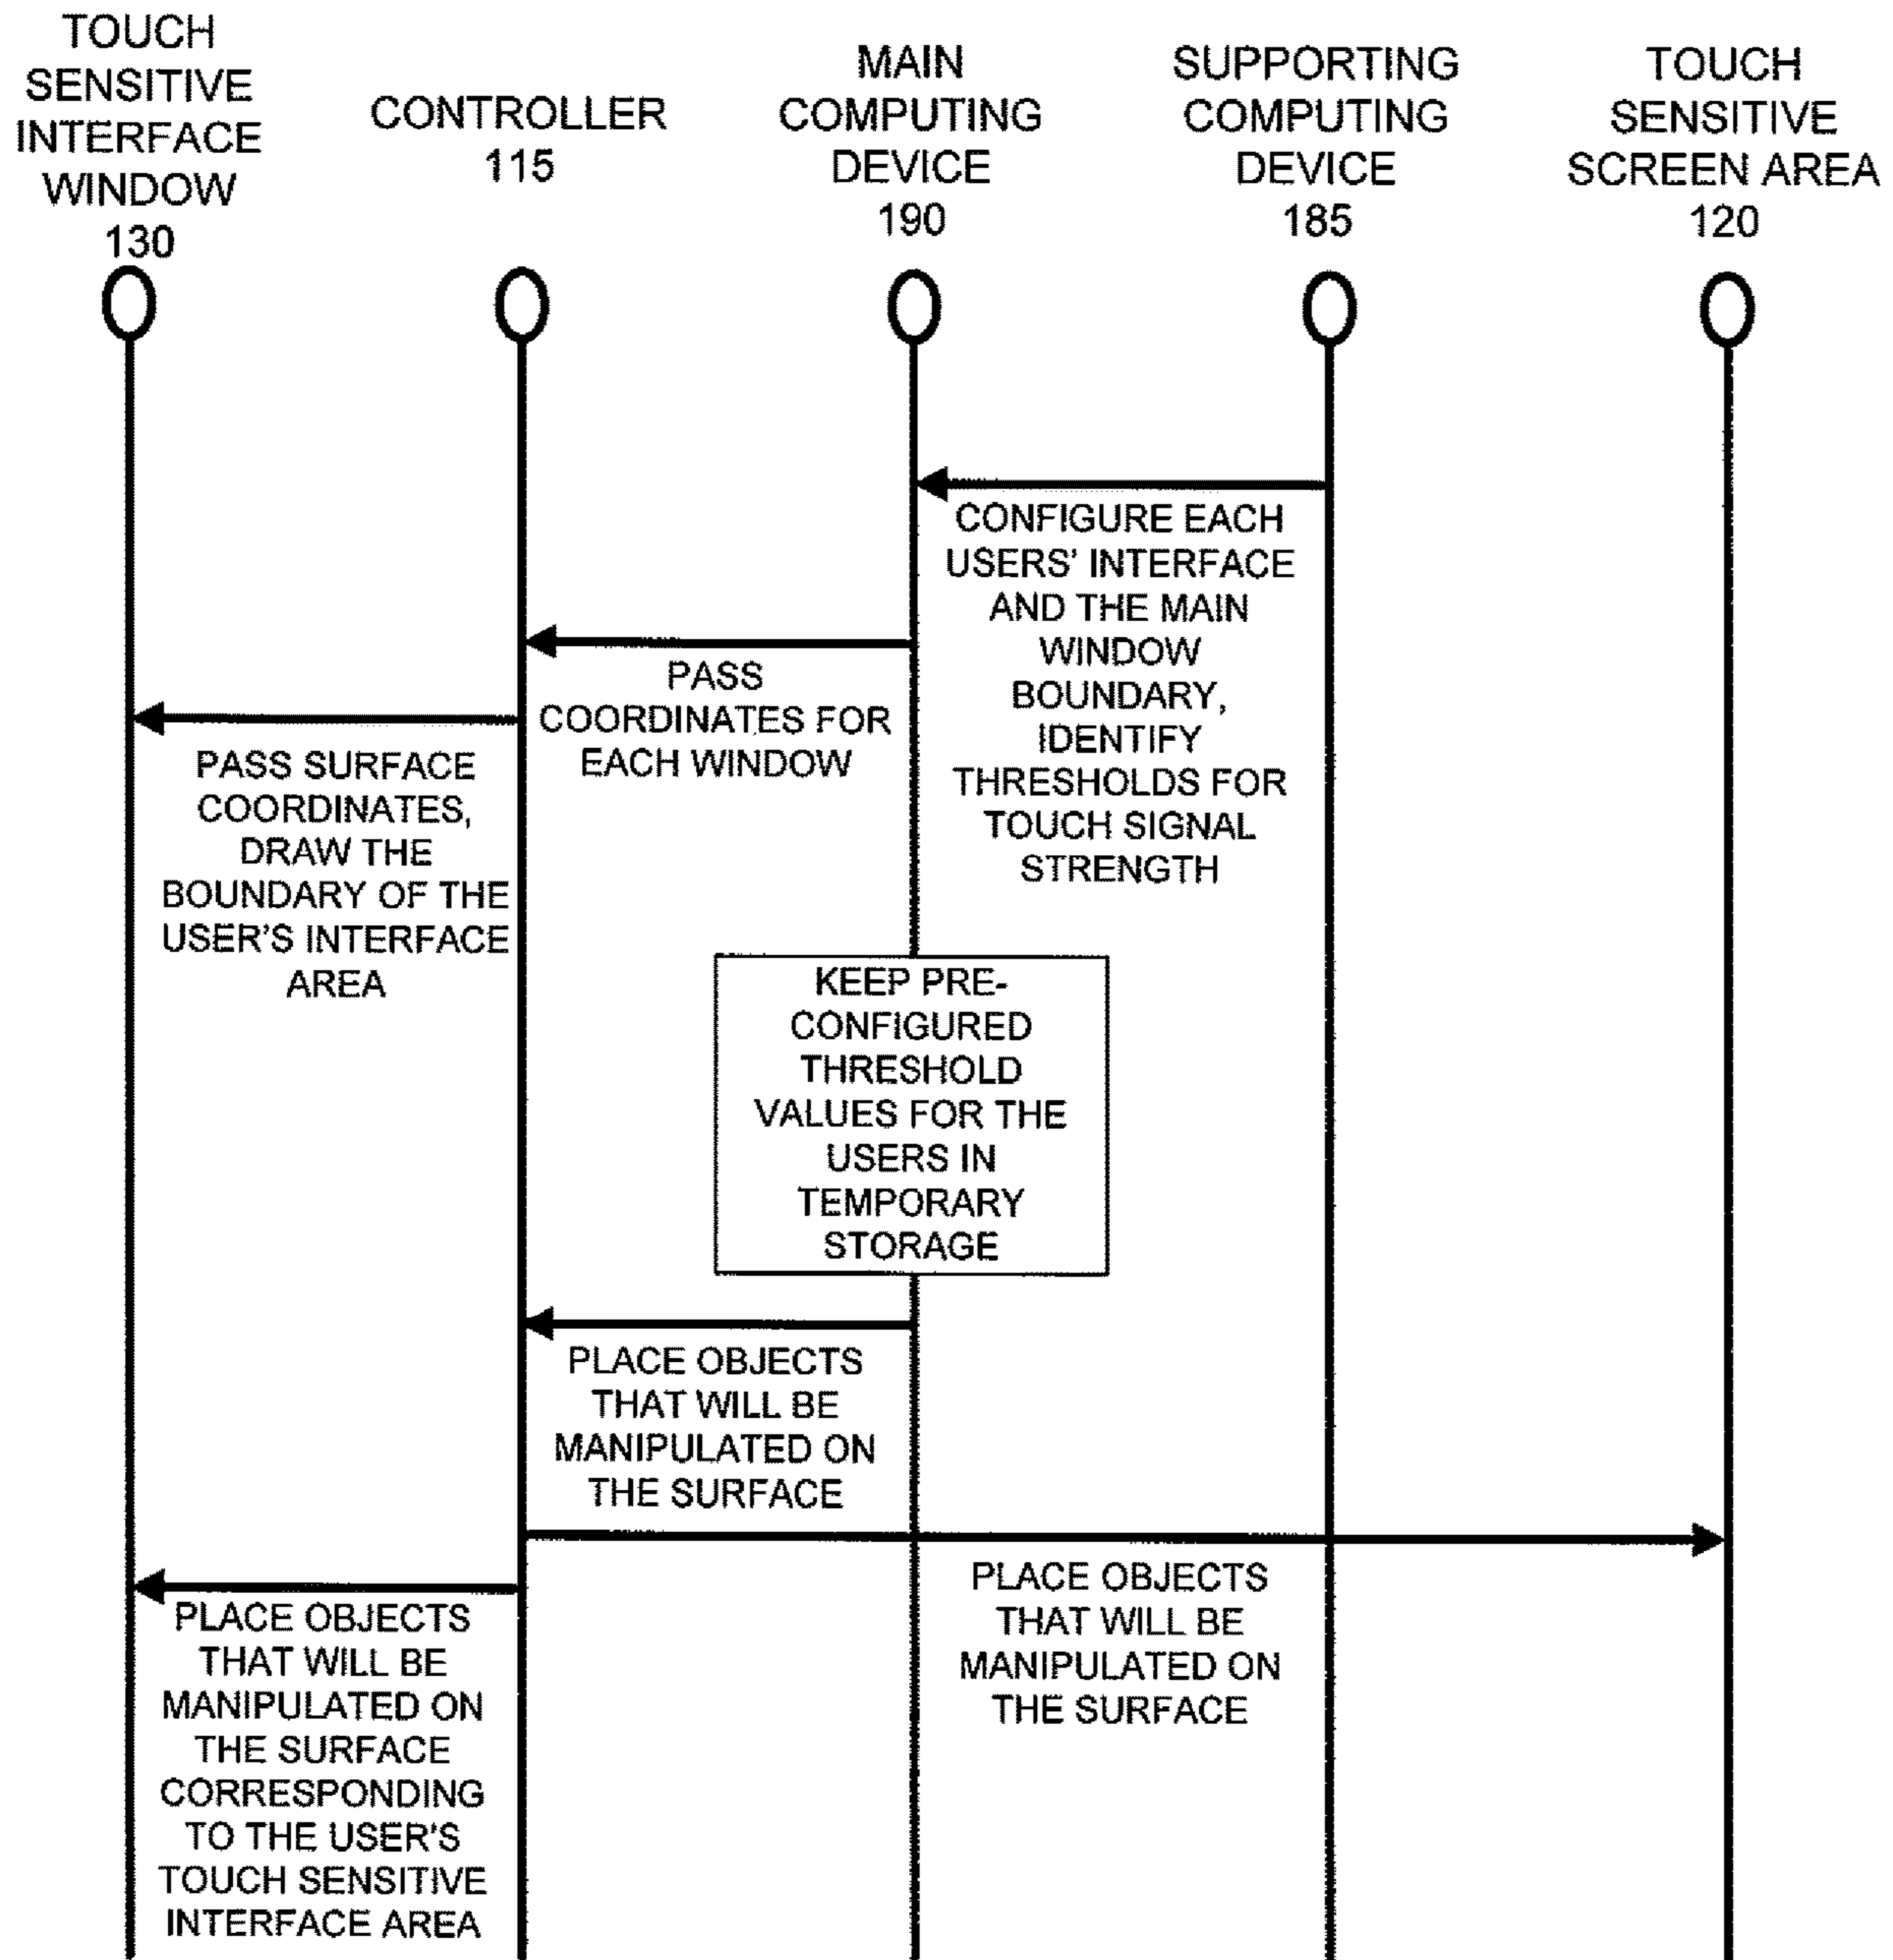 TOUCH
SENSITIVE
INTERFACE
WINDOW
130
CONTROLLER
115
MAIN
COMPUTING
DEVICE
190
SUPPORTING
COMPUTING
DEVICE
185
TOUCH
SENSITIVE
SCREEN AREA
120
CONFIGURE EACH
USERS' INTERFACE
AND THE MAIN
WINDOW
BOUNDARY,
IDENTIFY
THRESHOLDS FOR
TOUCH SIGNAL
STRENGTH
PASS
COORDINATES FOR
EACH WINDOW
PASS SURFACE
COORDINATES,
DRAW THE
BOUNDARY OF THE
USER'S INTERFACE
AREA
KEEP PRE-
CONFIGURED
THRESHOLD
VALUES FOR THE
USERS IN
TEMPORARY
STORAGE
PLACE OBJECTS
THAT WILL BE
MANIPULATED ON
THE SURFACE
PLACE OBJECTS
THAT WILL BE
MANIPULATED ON
THE SURFACE
PLACE OBJECTS
THAT WILL BE
MANIPULATED ON
THE SURFACE
CORRESPONDING
TO THE USER'S
TOUCH SENSITIVE
INTERFACE AREA